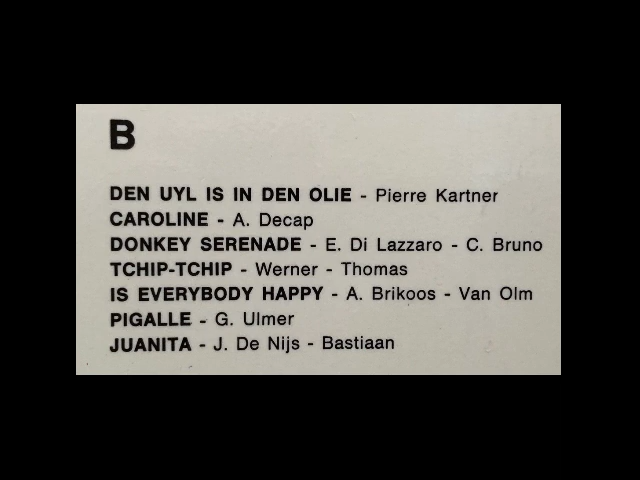 B
DEN UYL IS IN DEN OLIE - Pierre Kartner
CAROLINE - A. Decap
DONKEY SERENADE - E. Di Lazzaro - C. Bruno
TCHIP-TCHIP - Werner - Thomas
IS EVERYBODY HAPPY - A. Brikoos - Van Olm
PIGALLE - G. Ulmer
JUANITA - J. De Nijs - Bastiaan